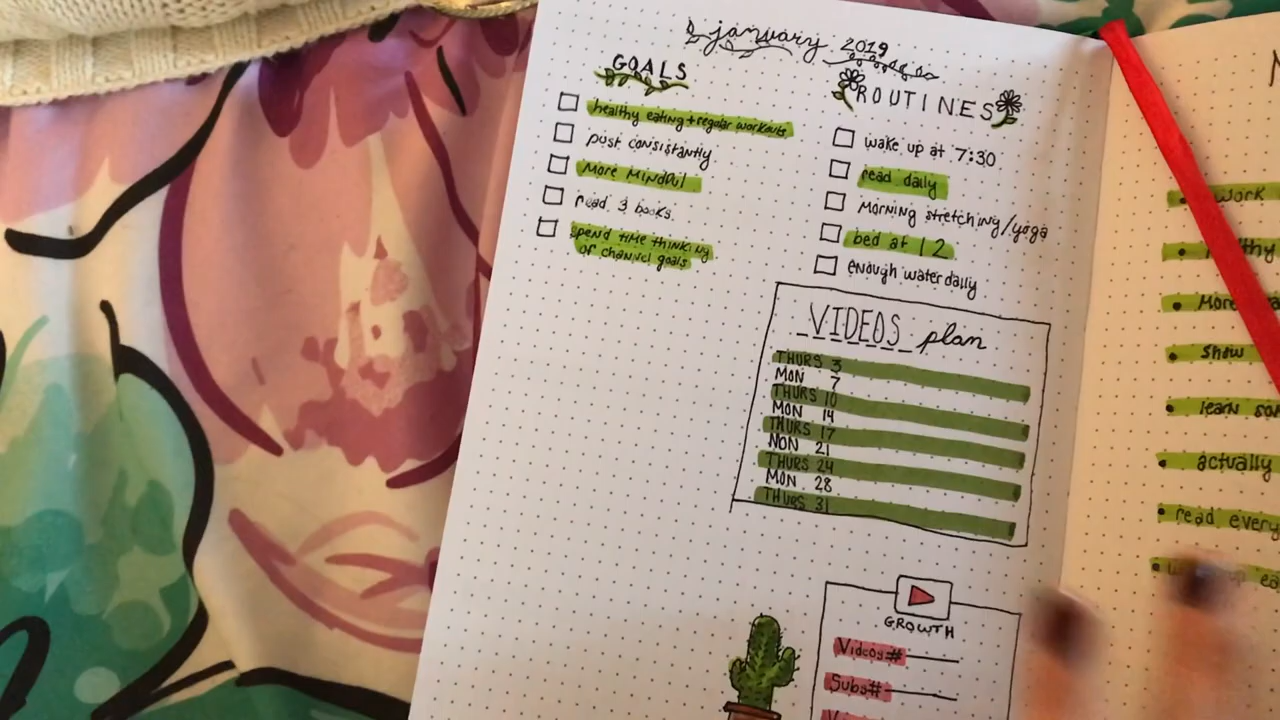 january 2019
GOALS
healthy eating + regular workouts
post consistantly
More Mindful
read 3 books
spend time thinking
of channel goals
ROUTINES
wake up at 7:30
read daily
Morning stretching/yoga
bed at 12
enough water daily
VIDEOS plan
THURS 3
MON 7
THURS 10
MON 14
THURS 17
MON 21
THURS 24
MON 28
THURS 31
GROWTH
Videos#
Subs#
work
More
show
learn
actually
read every